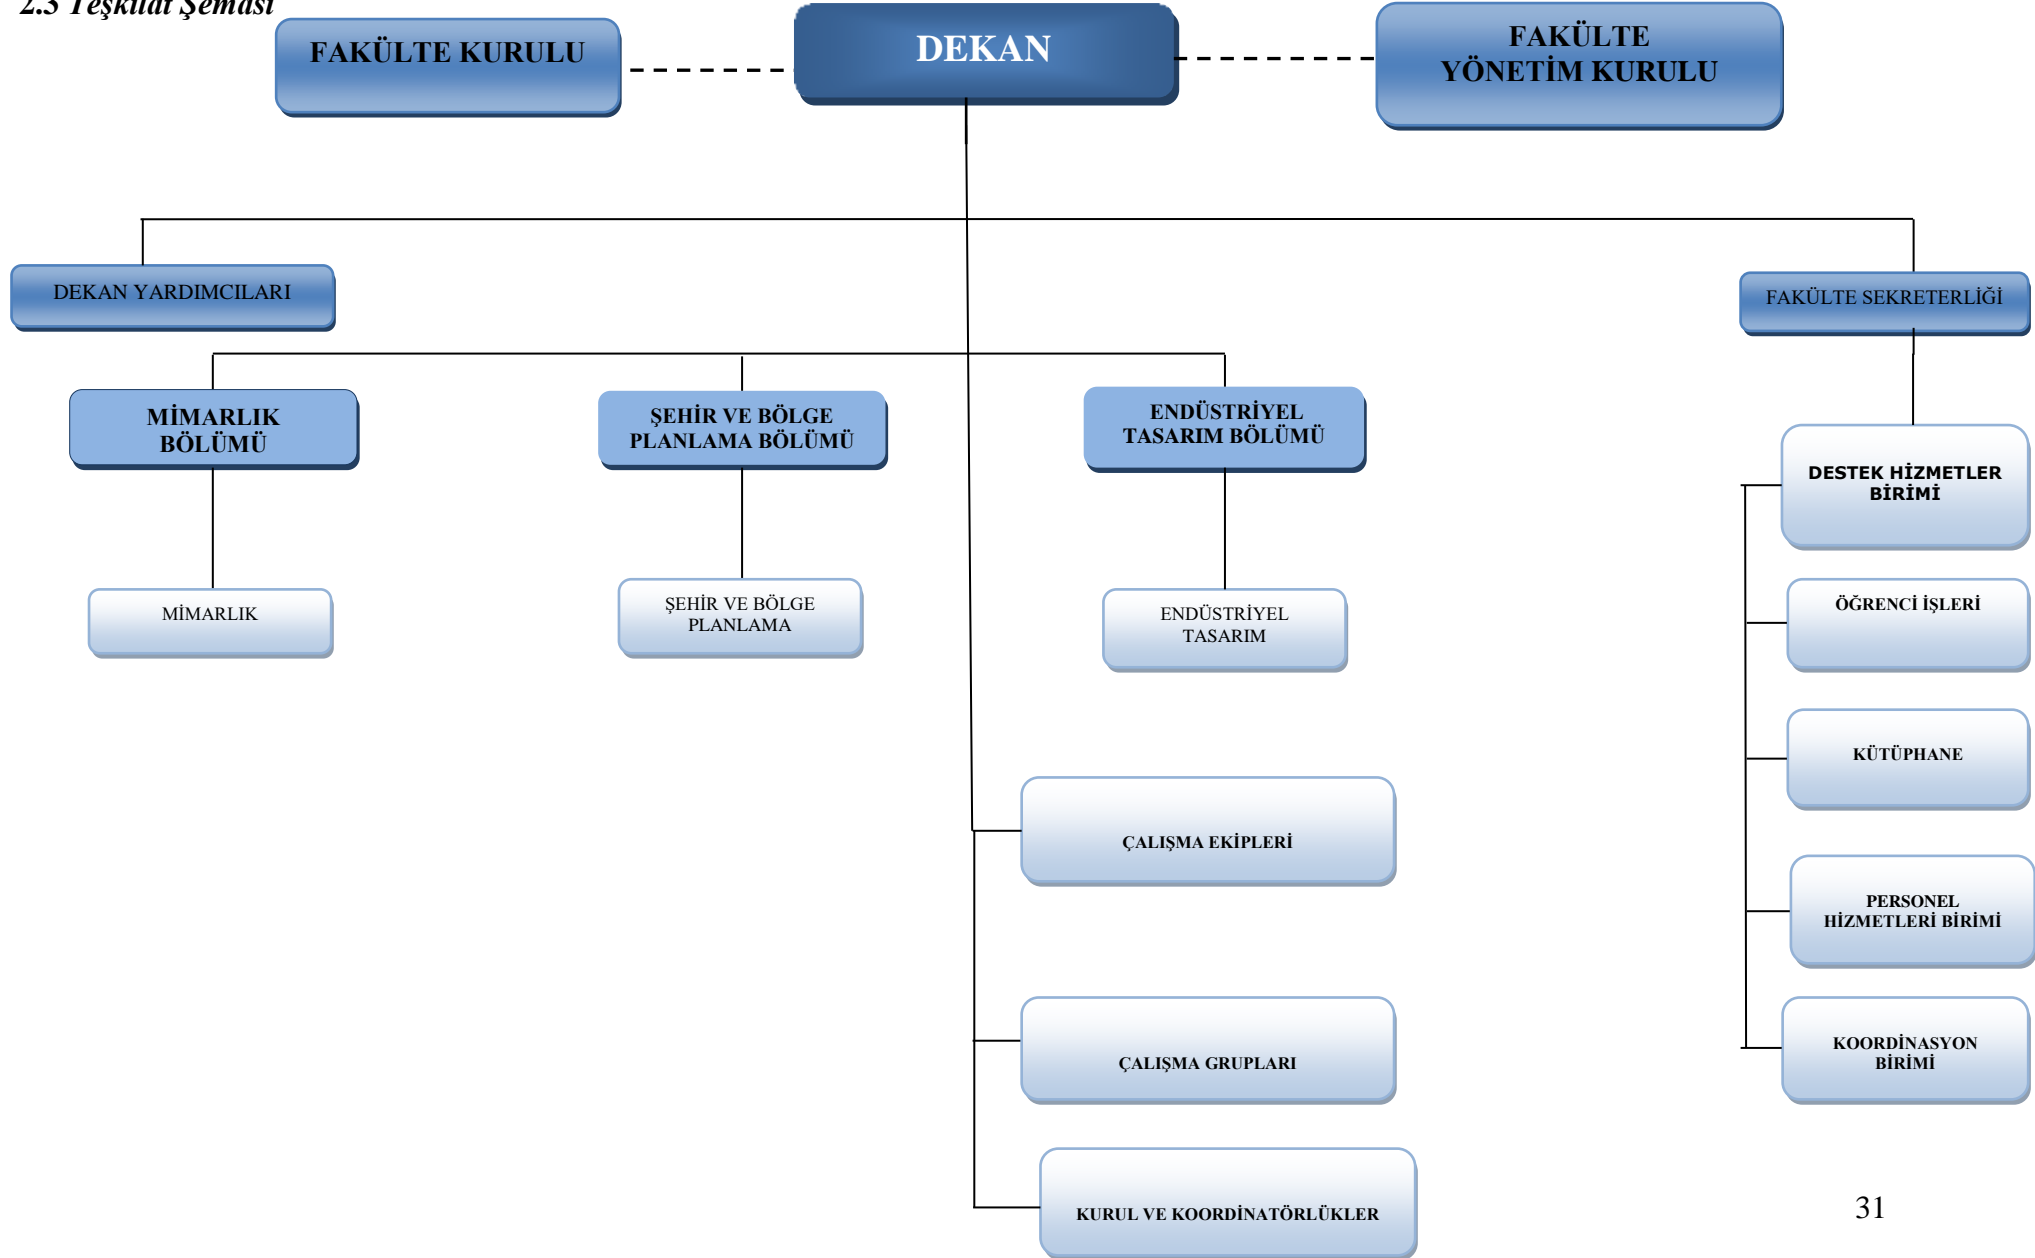 2.3 Teşkilat Şeması
FAKÜLTE KURULU
DEKAN
FAKÜLTE
YÖNETİM KURULU
DEKAN YARDIMCILARI
FAKÜLTE SEKRETERLİĞİ
MİMARLIK
BÖLÜMÜ
ŞEHİR VE BÖLGE
PLANLAMA BÖLÜMÜ
ENDÜSTRİYEL
TASARIM BÖLÜMÜ
DESTEK HİZMETLER
BİRİMİ
MİMARLIK
ŞEHİR VE BÖLGE
PLANLAMA
ENDÜSTRİYEL
TASARIM
ÖĞRENCİ İŞLERİ
KÜTÜPHANE
ÇALIŞMA EKİPLERİ
PERSONEL
HİZMETLERİ BİRİMİ
ÇALIŞMA GRUPLARI
KOORDİNASYON
BİRİMİ
KURUL VE KOORDİNATÖRLÜKLER
31